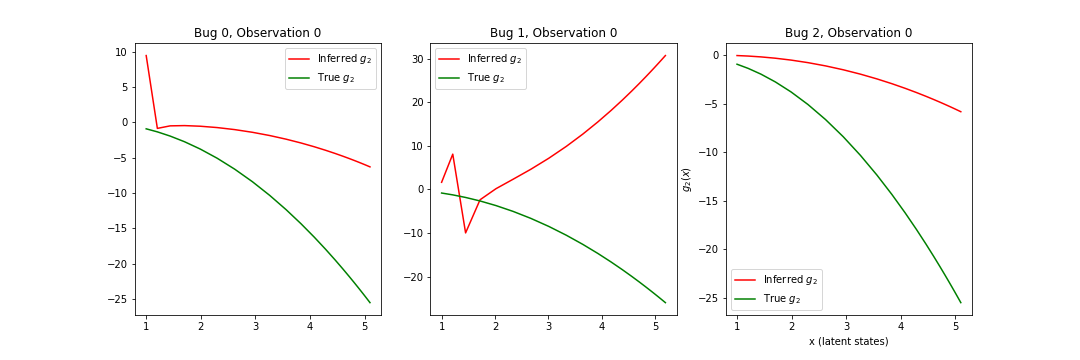 Bug 0, Observation 0
10
5
0
−5
−10
−15
−20
−25
1 2 3 4 5
Inferred g₂
True g₂
Bug 1, Observation 0
30
20
10
0
−10
−20
1 2 3 4 5
Inferred g₂
True g₂
Bug 2, Observation 0
g₂(x)
0
−5
−10
−15
−20
−25
1 2 3 4 5
x (latent states)
Inferred g₂
True g₂